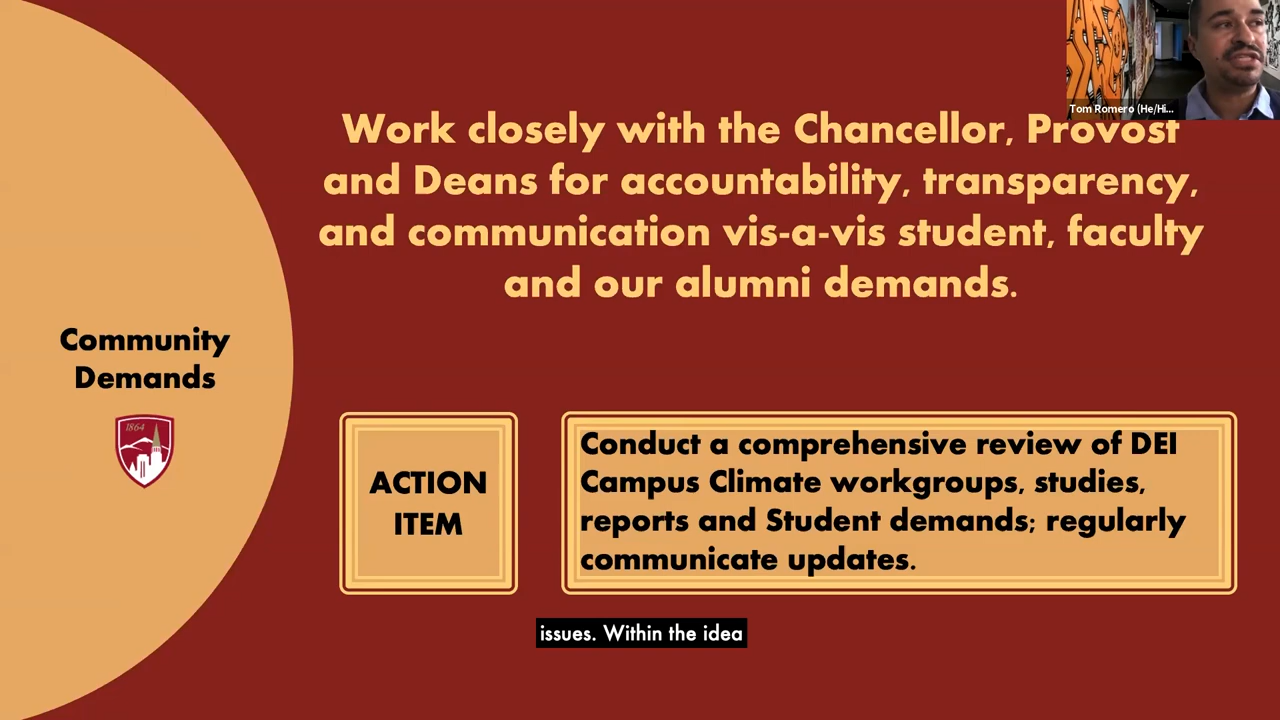 Tom Romero (He/Hi...
Work closely with the Chancellor, Provost
and Deans for accountability, transparency,
and communication vis-a-vis student, faculty
and our alumni demands.
Community
Demands
1864
ACTION
ITEM
Conduct a comprehensive review of DEI
Campus Climate workgroups, studies,
reports and Student demands; regularly
communicate updates.
issues. Within the idea